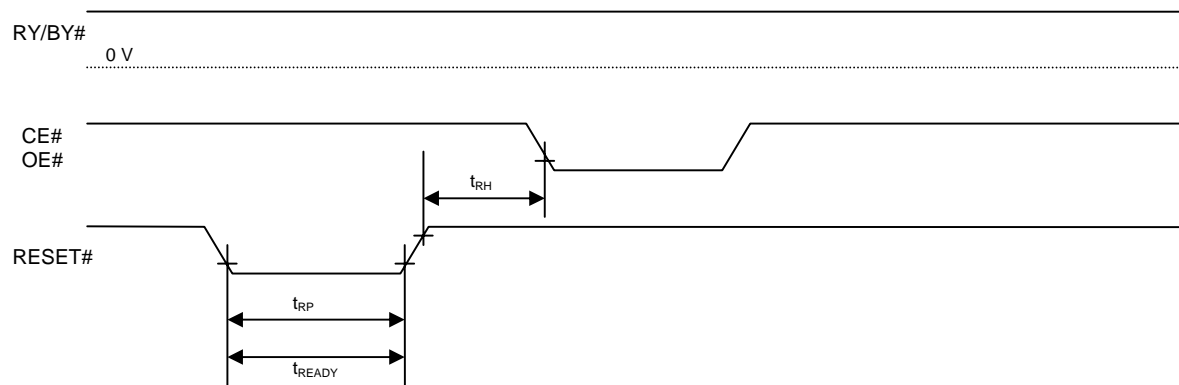 RY/BY#
0 V
CE#
OE#
tRH
RESET#
tRP
tREADY